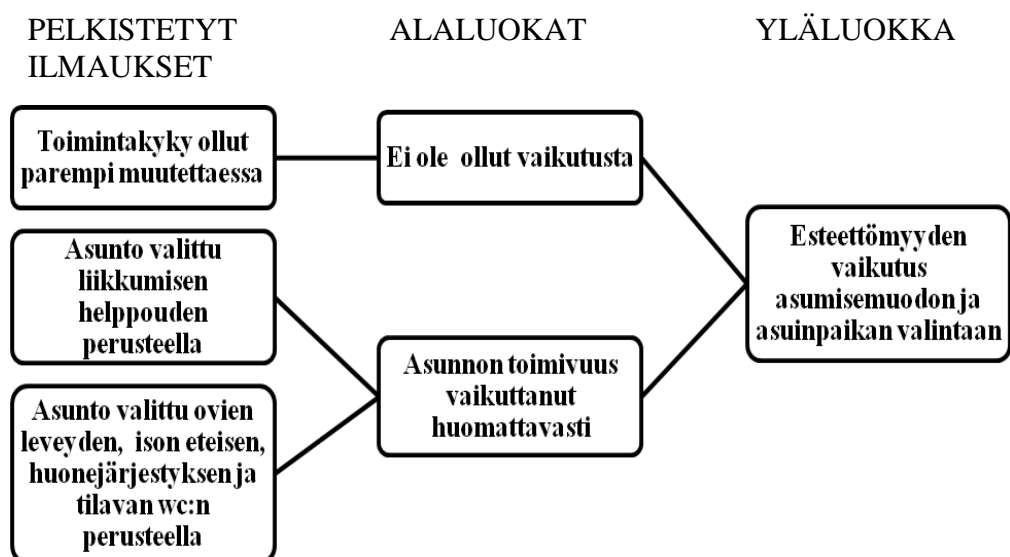 PELKISTETYT
ILMAUKSET
ALALUOKAT
YLÄLUOKKA
Toimintakyky ollut
parempi muutettaessa
Asunto valittu
liikkumisen
helppouden
perusteella
Asunto valittu ovien
leveyden, ison eteisen,
huonejärjestyksen ja
tilavan wc:n
perusteella
Ei ole ollut vaikutusta
Asunnon toimivuus
vaikuttanut
huomattavasti
Esteettömyyden
vaikutus
asumisemuodon ja
asuinpaikan valintaan